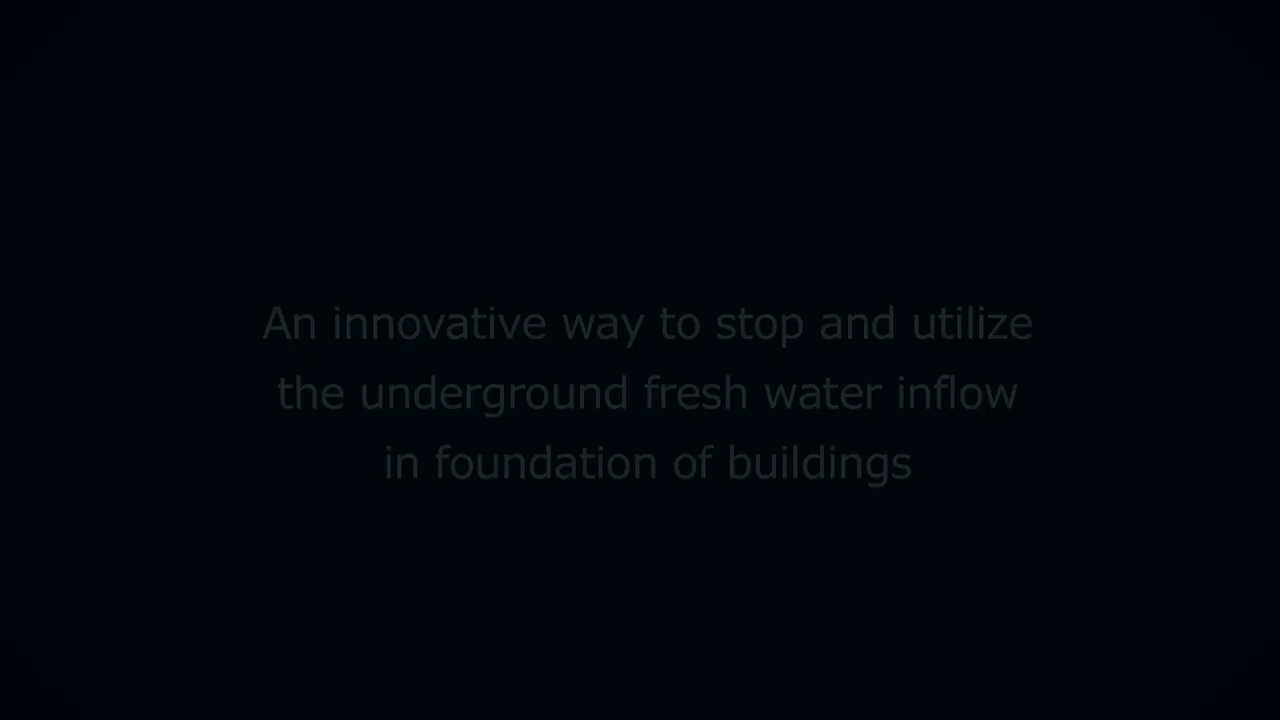 An innovative way to stop and utilize
the underground fresh water inflow
in foundation of buildings